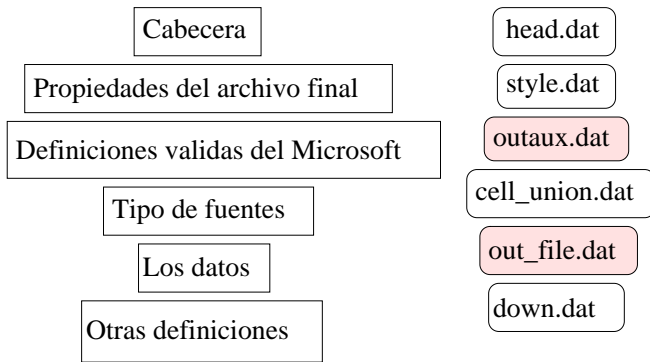 Cabecera
Propiedades del archivo final
Definiciones validas del Microsoft
Tipo de fuentes
Los datos
Otras definiciones
head.dat
style.dat
outaux.dat
cell_union.dat
out_file.dat
down.dat